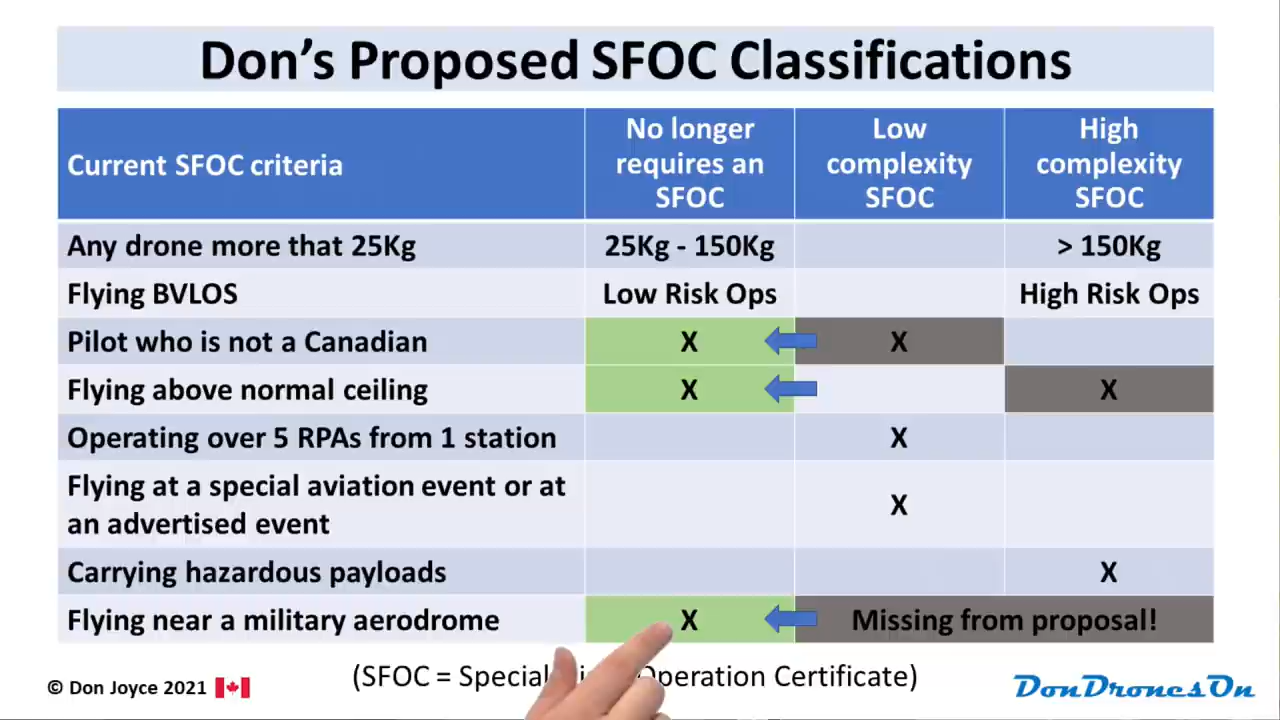 Don's Proposed SFOC Classifications
Current SFOC criteria
No longer
requires an
SFOC
Low
complexity
SFOC
High
complexity
SFOC
Any drone more that 25Kg
25Kg - 150Kg
> 150Kg
Flying BVLOS
Low Risk Ops
High Risk Ops
Pilot who is not a Canadian
X
X
Flying above normal ceiling
X
X
Operating over 5 RPAs from 1 station
X
Flying at a special aviation event or at
an advertised event
X
Carrying hazardous payloads
X
Flying near a military aerodrome
X
Missing from proposal!
(SFOC = Special Operation Certificate)
© Don Joyce 2021
DonDronesOn